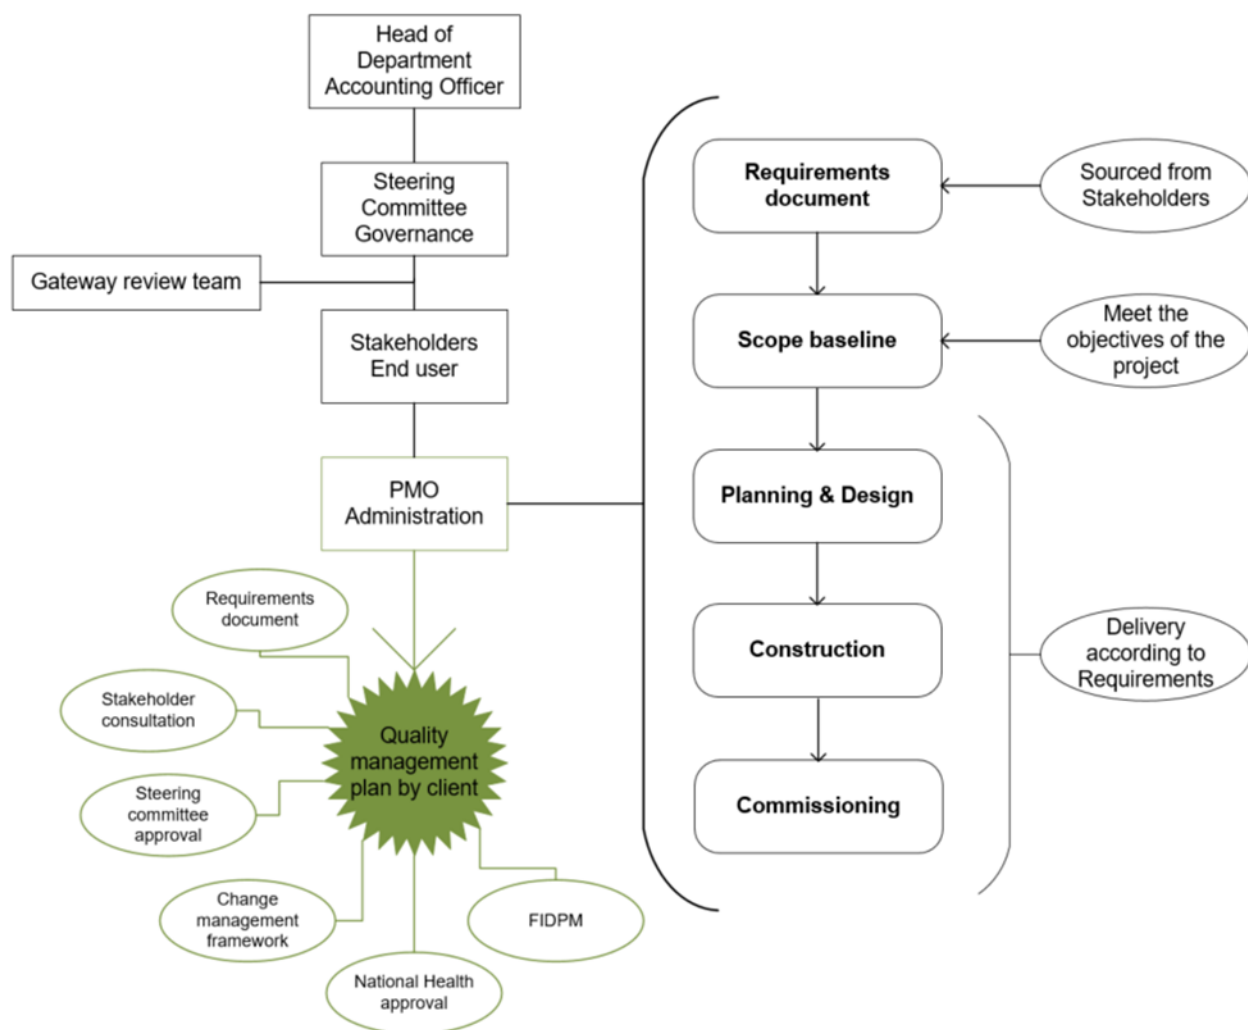 Head of
Department
Accounting Officer
Steering
Committee
Governance
Gateway review team
Stakeholders
End user
PMO
Administration
Requirements
document
Stakeholder
consultation
Steering
committee
approval
Change
management
framework
National Health
approval
FIDPM
Quality
management
plan by client
Requirements
document
Sourced from
Stakeholders
Scope baseline
Meet the
objectives of the
project
Planning & Design
Construction
Commissioning
Delivery
according to
Requirements